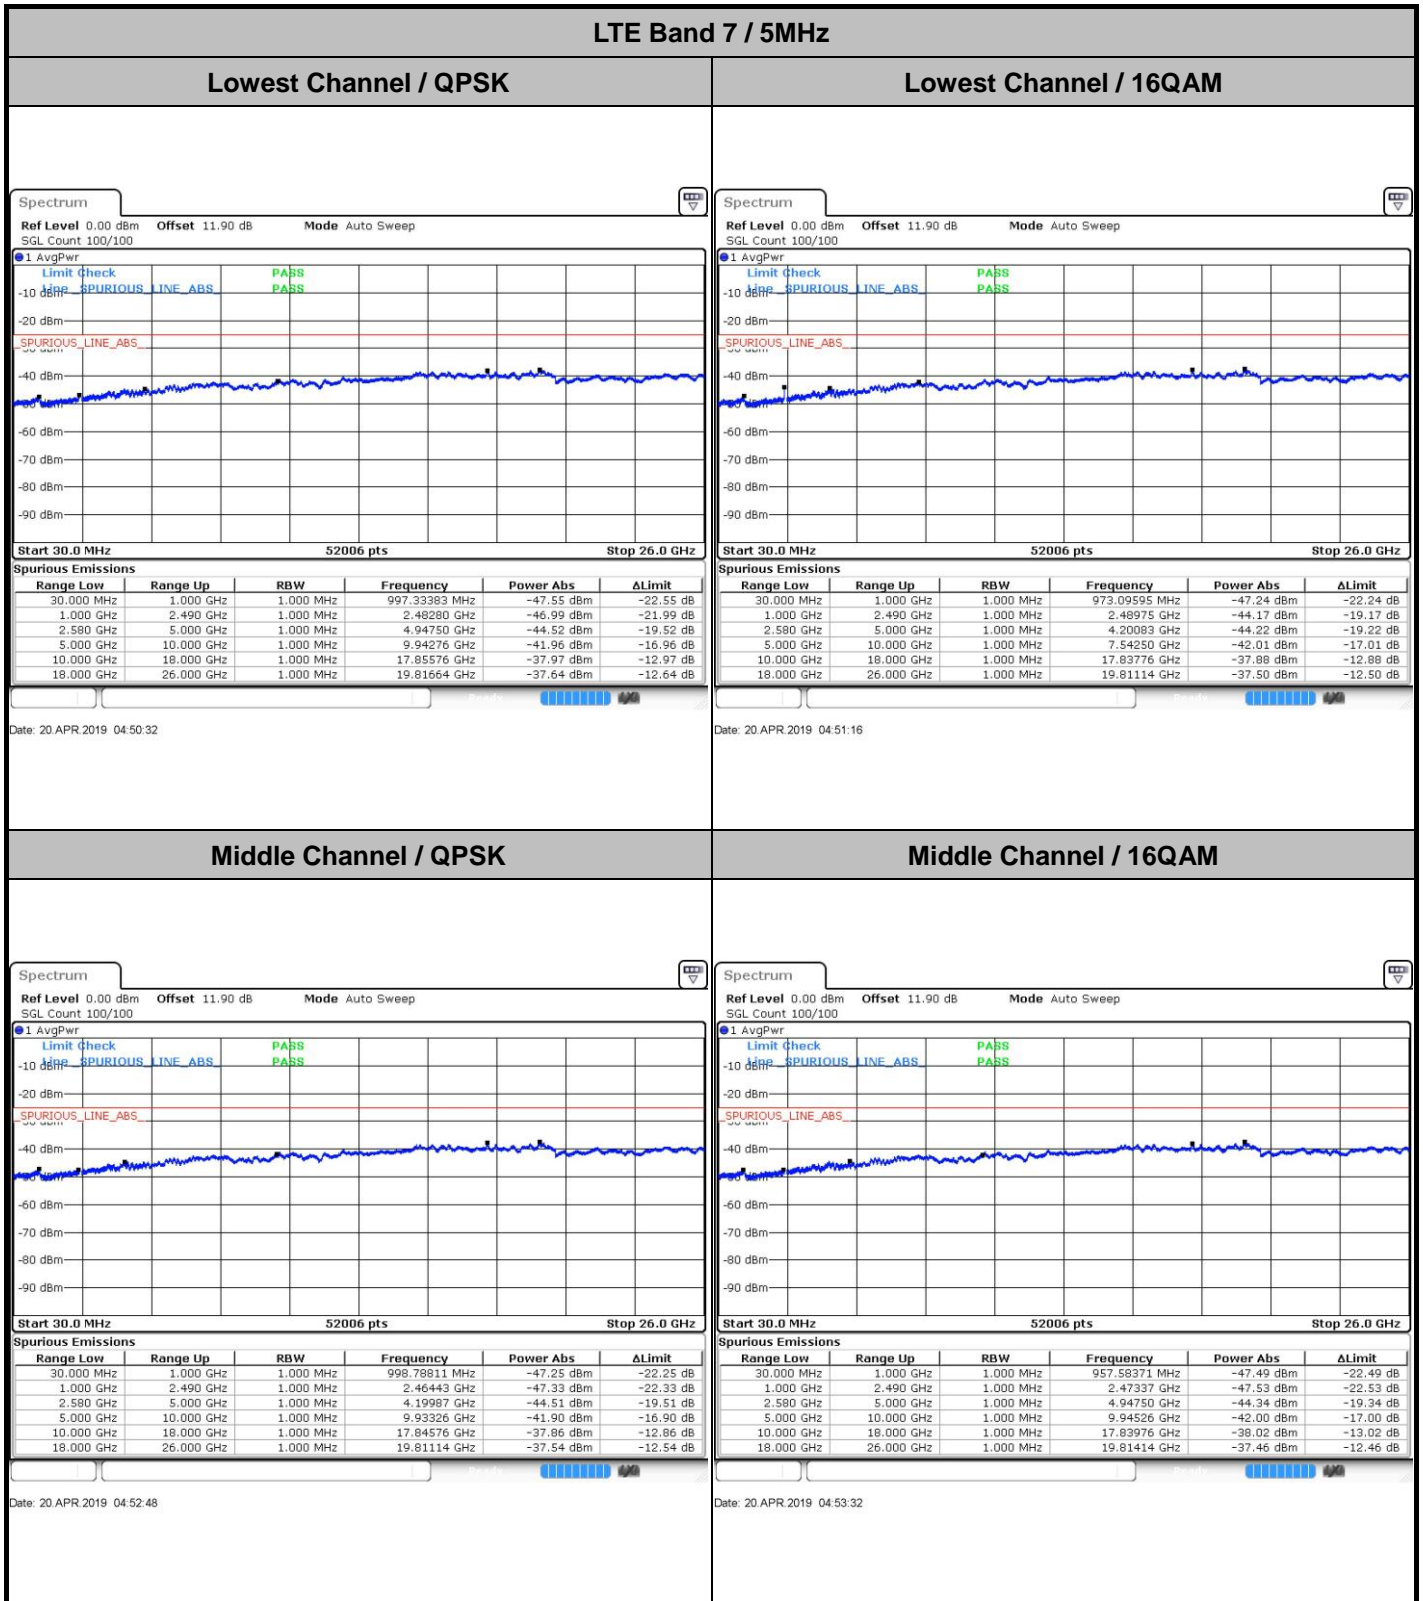 LTE Band 7 / 5MHz
Lowest Channel / QPSK
Lowest Channel / 16QAM
Spectrum
Ref Level 0.00 dBm Offset 11.90 dB Mode Auto Sweep
SGL Count 100/100
1 AvgPwr
Limit Check PASS
Line _SPURIOUS_LINE_ABS_ PASS
-10 dBm
-20 dBm
_SPURIOUS_LINE_ABS_
-30 dBm
-40 dBm
-50 dBm
-60 dBm
-70 dBm
-80 dBm
-90 dBm
Start 30.0 MHz 52006 pts Stop 26.0 GHz
Spurious Emissions
Range Low Range Up RBW Frequency Power Abs ΔLimit
30.000 MHz 1.000 GHz 1.000 MHz 997.33383 MHz -47.55 dBm -22.55 dB
1.000 GHz 2.490 GHz 1.000 MHz 2.48280 GHz -46.99 dBm -21.99 dB
2.580 GHz 5.000 GHz 1.000 MHz 4.94750 GHz -44.52 dBm -19.52 dB
5.000 GHz 10.000 GHz 1.000 MHz 9.94276 GHz -41.96 dBm -16.96 dB
10.000 GHz 18.000 GHz 1.000 MHz 17.85576 GHz -37.97 dBm -12.97 dB
18.000 GHz 26.000 GHz 1.000 MHz 19.81664 GHz -37.64 dBm -12.64 dB
Date: 20.APR.2019 04:50:32
Spectrum
Ref Level 0.00 dBm Offset 11.90 dB Mode Auto Sweep
SGL Count 100/100
1 AvgPwr
Limit Check PASS
Line _SPURIOUS_LINE_ABS_ PASS
-10 dBm
-20 dBm
_SPURIOUS_LINE_ABS_
-30 dBm
-40 dBm
-50 dBm
-60 dBm
-70 dBm
-80 dBm
-90 dBm
Start 30.0 MHz 52006 pts Stop 26.0 GHz
Spurious Emissions
Range Low Range Up RBW Frequency Power Abs ΔLimit
30.000 MHz 1.000 GHz 1.000 MHz 973.09595 MHz -47.24 dBm -22.24 dB
1.000 GHz 2.490 GHz 1.000 MHz 2.48975 GHz -44.17 dBm -19.17 dB
2.580 GHz 5.000 GHz 1.000 MHz 4.20083 GHz -44.22 dBm -19.22 dB
5.000 GHz 10.000 GHz 1.000 MHz 7.54250 GHz -42.01 dBm -17.01 dB
10.000 GHz 18.000 GHz 1.000 MHz 17.83776 GHz -37.88 dBm -12.88 dB
18.000 GHz 26.000 GHz 1.000 MHz 19.81114 GHz -37.50 dBm -12.50 dB
Date: 20.APR.2019 04:51:16
Middle Channel / QPSK
Middle Channel / 16QAM
Spectrum
Ref Level 0.00 dBm Offset 11.90 dB Mode Auto Sweep
SGL Count 100/100
1 AvgPwr
Limit Check PASS
Line _SPURIOUS_LINE_ABS_ PASS
-10 dBm
-20 dBm
_SPURIOUS_LINE_ABS_
-30 dBm
-40 dBm
-50 dBm
-60 dBm
-70 dBm
-80 dBm
-90 dBm
Start 30.0 MHz 52006 pts Stop 26.0 GHz
Spurious Emissions
Range Low Range Up RBW Frequency Power Abs ΔLimit
30.000 MHz 1.000 GHz 1.000 MHz 998.78811 MHz -47.25 dBm -22.25 dB
1.000 GHz 2.490 GHz 1.000 MHz 2.46443 GHz -47.33 dBm -22.33 dB
2.580 GHz 5.000 GHz 1.000 MHz 4.19987 GHz -44.51 dBm -19.51 dB
5.000 GHz 10.000 GHz 1.000 MHz 9.93326 GHz -41.90 dBm -16.90 dB
10.000 GHz 18.000 GHz 1.000 MHz 17.84576 GHz -37.86 dBm -12.86 dB
18.000 GHz 26.000 GHz 1.000 MHz 19.81114 GHz -37.54 dBm -12.54 dB
Date: 20.APR.2019 04:52:48
Spectrum
Ref Level 0.00 dBm Offset 11.90 dB Mode Auto Sweep
SGL Count 100/100
1 AvgPwr
Limit Check PASS
Line _SPURIOUS_LINE_ABS_ PASS
-10 dBm
-20 dBm
_SPURIOUS_LINE_ABS_
-30 dBm
-40 dBm
-50 dBm
-60 dBm
-70 dBm
-80 dBm
-90 dBm
Start 30.0 MHz 52006 pts Stop 26.0 GHz
Spurious Emissions
Range Low Range Up RBW Frequency Power Abs ΔLimit
30.000 MHz 1.000 GHz 1.000 MHz 957.58371 MHz -47.49 dBm -22.49 dB
1.000 GHz 2.490 GHz 1.000 MHz 2.47337 GHz -47.53 dBm -22.53 dB
2.580 GHz 5.000 GHz 1.000 MHz 4.94750 GHz -44.34 dBm -19.34 dB
5.000 GHz 10.000 GHz 1.000 MHz 9.94526 GHz -42.00 dBm -17.00 dB
10.000 GHz 18.000 GHz 1.000 MHz 17.83976 GHz -38.02 dBm -13.02 dB
18.000 GHz 26.000 GHz 1.000 MHz 19.81414 GHz -37.46 dBm -12.46 dB
Date: 20.APR.2019 04:53:32